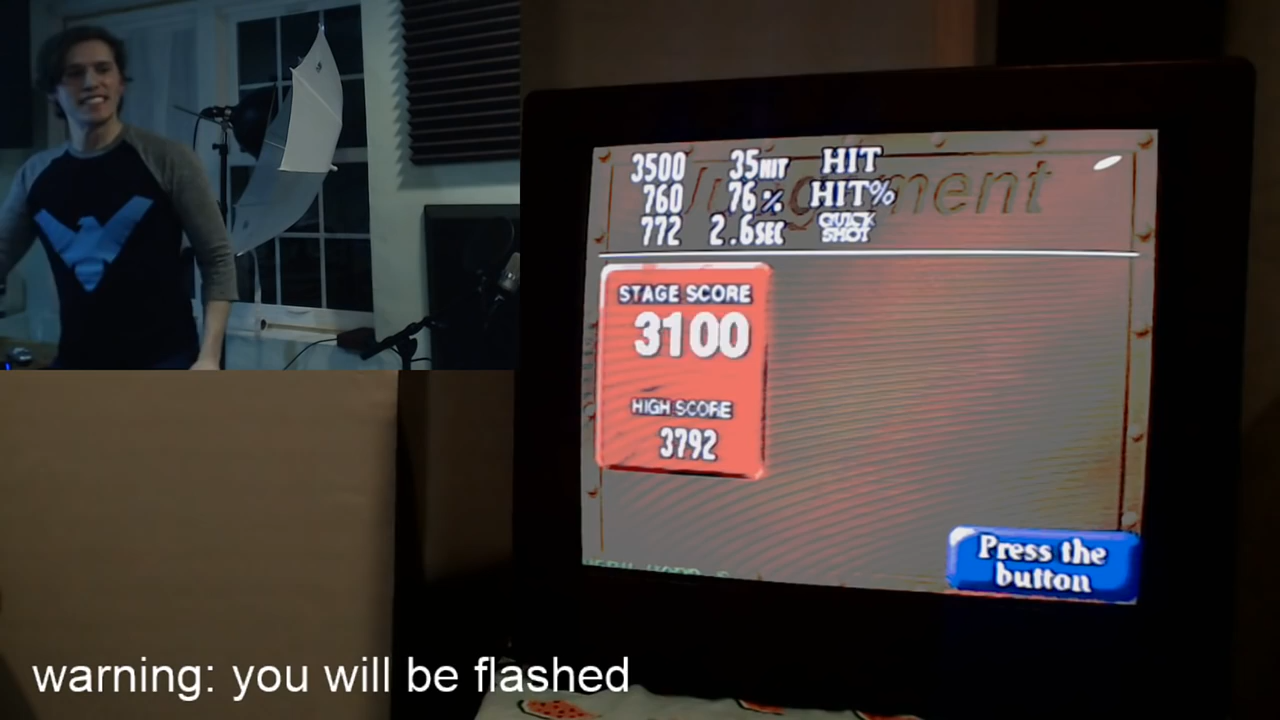 3500 35HIT HIT
760 76% HIT%
772 2.6SEC QUICK SHOT
STAGE SCORE
3100
HIGH SCORE
3792
Press the
button
warning: you will be flashed